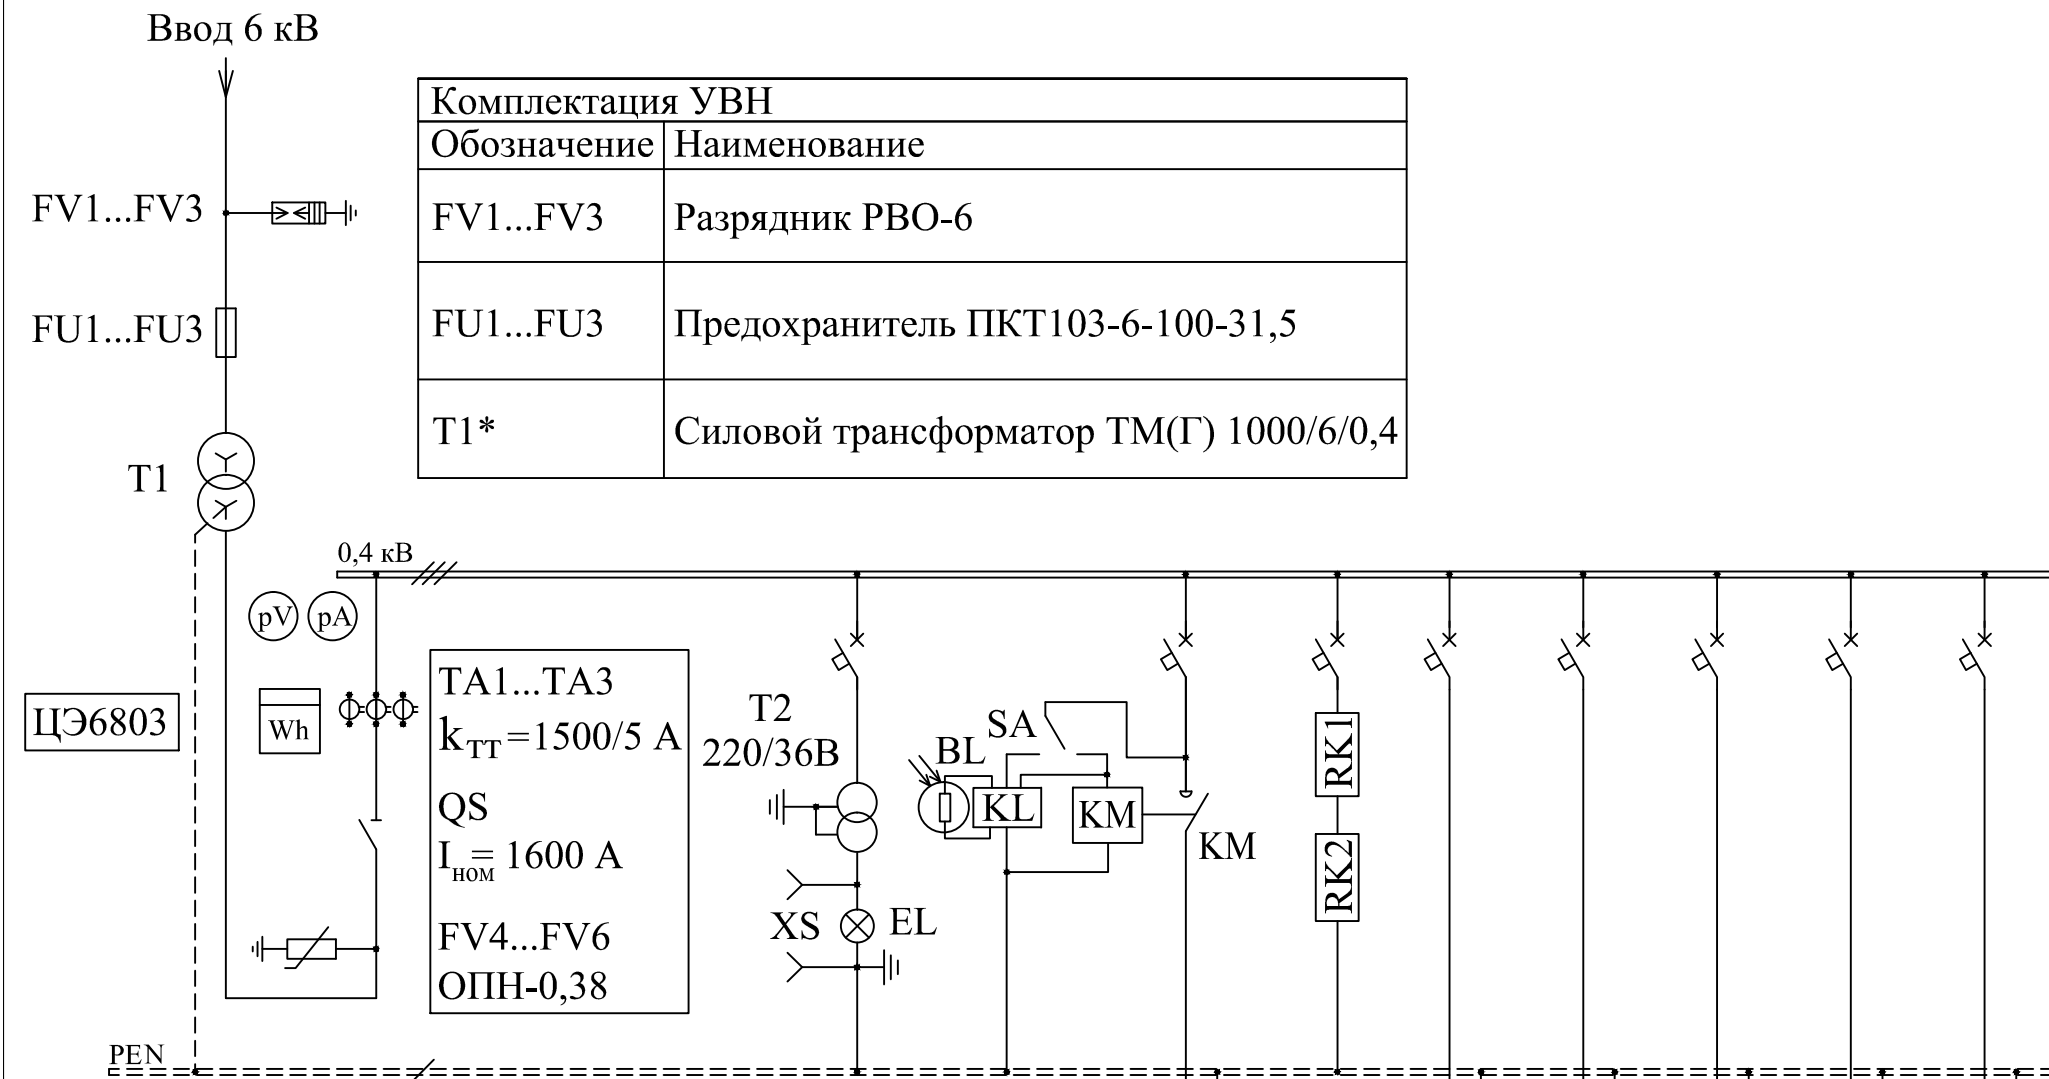 Ввод 6 кВ
Комплектация УВН
Обозначение Наименование
FV1...FV3
FV1...FV3 Разрядник РВО-6
FU1...FU3
FU1...FU3 Предохранитель ПКТ103-6-100-31,5
T1
T1* Силовой трансформатор ТМ(Г) 1000/6/0,4
0,4 кВ
pV pA
ЦЭ6803
Wh
TA1...TA3
kТТ=1500/5 А
QS
Iном= 1600 А
FV4...FV6
ОПН-0,38
T2
220/36В
XS
EL
BL
SA
KL
KM
KM
RK1
RK2
PEN